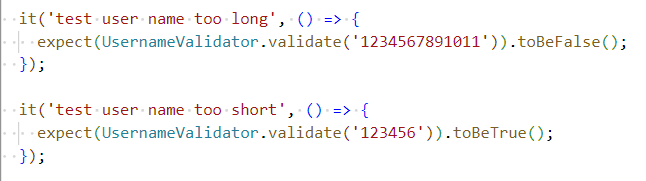 it('test user name too long', () => {
expect(UsernameValidator.validate('1234567891011')).toBeFalse();
});
it('test user name too short', () => {
expect(UsernameValidator.validate('123456')).toBeTrue();
});